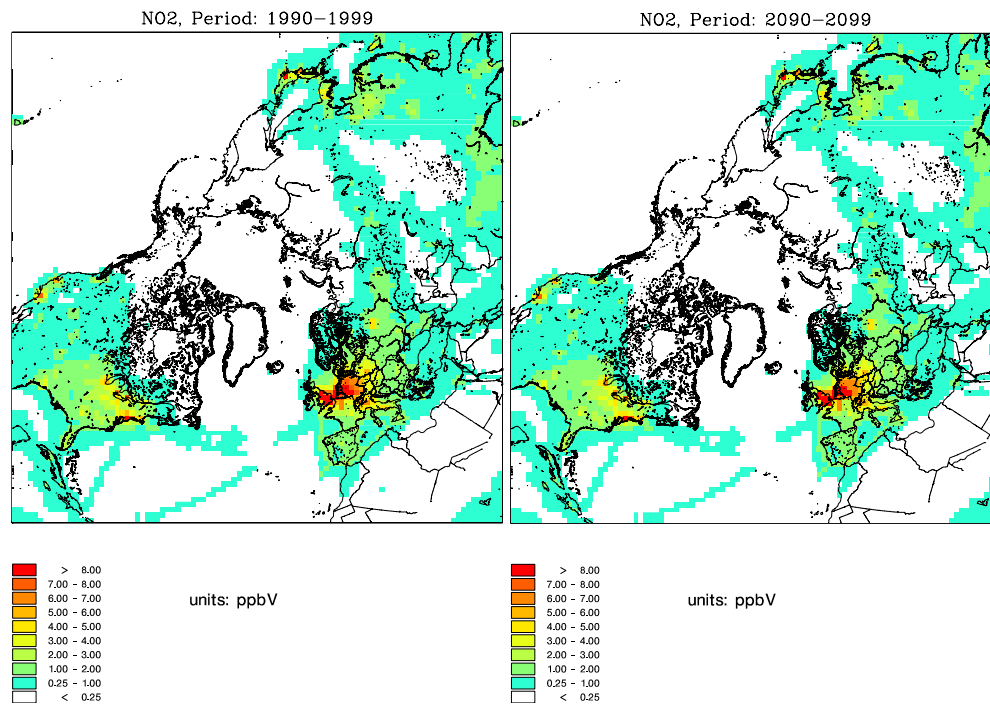 NO2, Period: 1990-1999
NO2, Period: 2090-2099
> 8.00
7.00 - 8.00
6.00 - 7.00
5.00 - 6.00
4.00 - 5.00
3.00 - 4.00
2.00 - 3.00
1.00 - 2.00
0.25 - 1.00
< 0.25
units: ppbV
> 8.00
7.00 - 8.00
6.00 - 7.00
5.00 - 6.00
4.00 - 5.00
3.00 - 4.00
2.00 - 3.00
1.00 - 2.00
0.25 - 1.00
< 0.25
units: ppbV